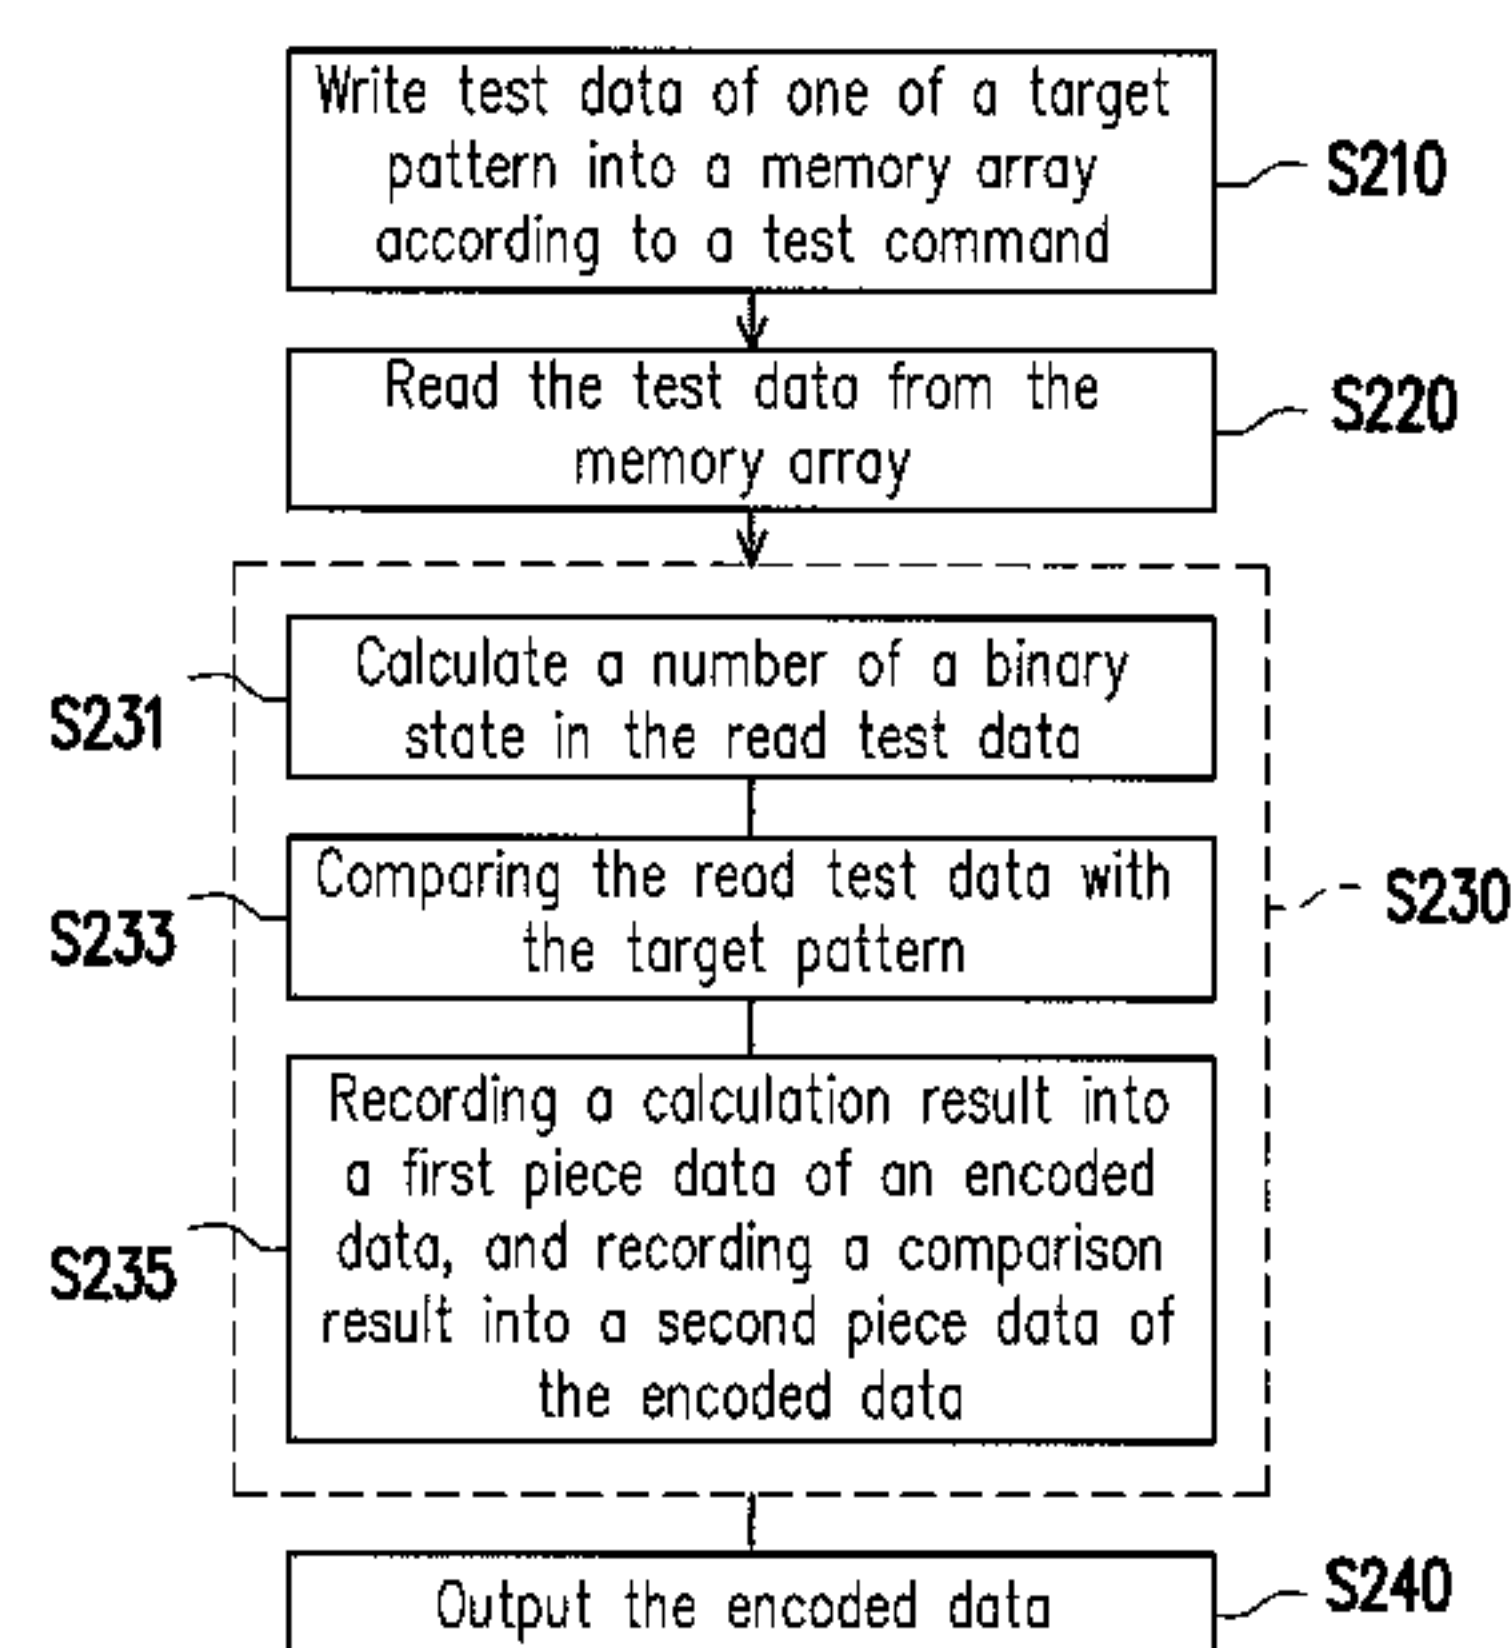 Write test data of one of a target
pattern into a memory array
according to a test command
S210
Read the test data from the
memory array
S220
Calculate a number of a binary
state in the read test data
S231
Comparing the read test data with
the target pattern
S233
S230
Recording a calculation result into
a first piece data of an encoded
data, and recording a comparison
result into a second piece data of
the encoded data
S235
Output the encoded data
S240